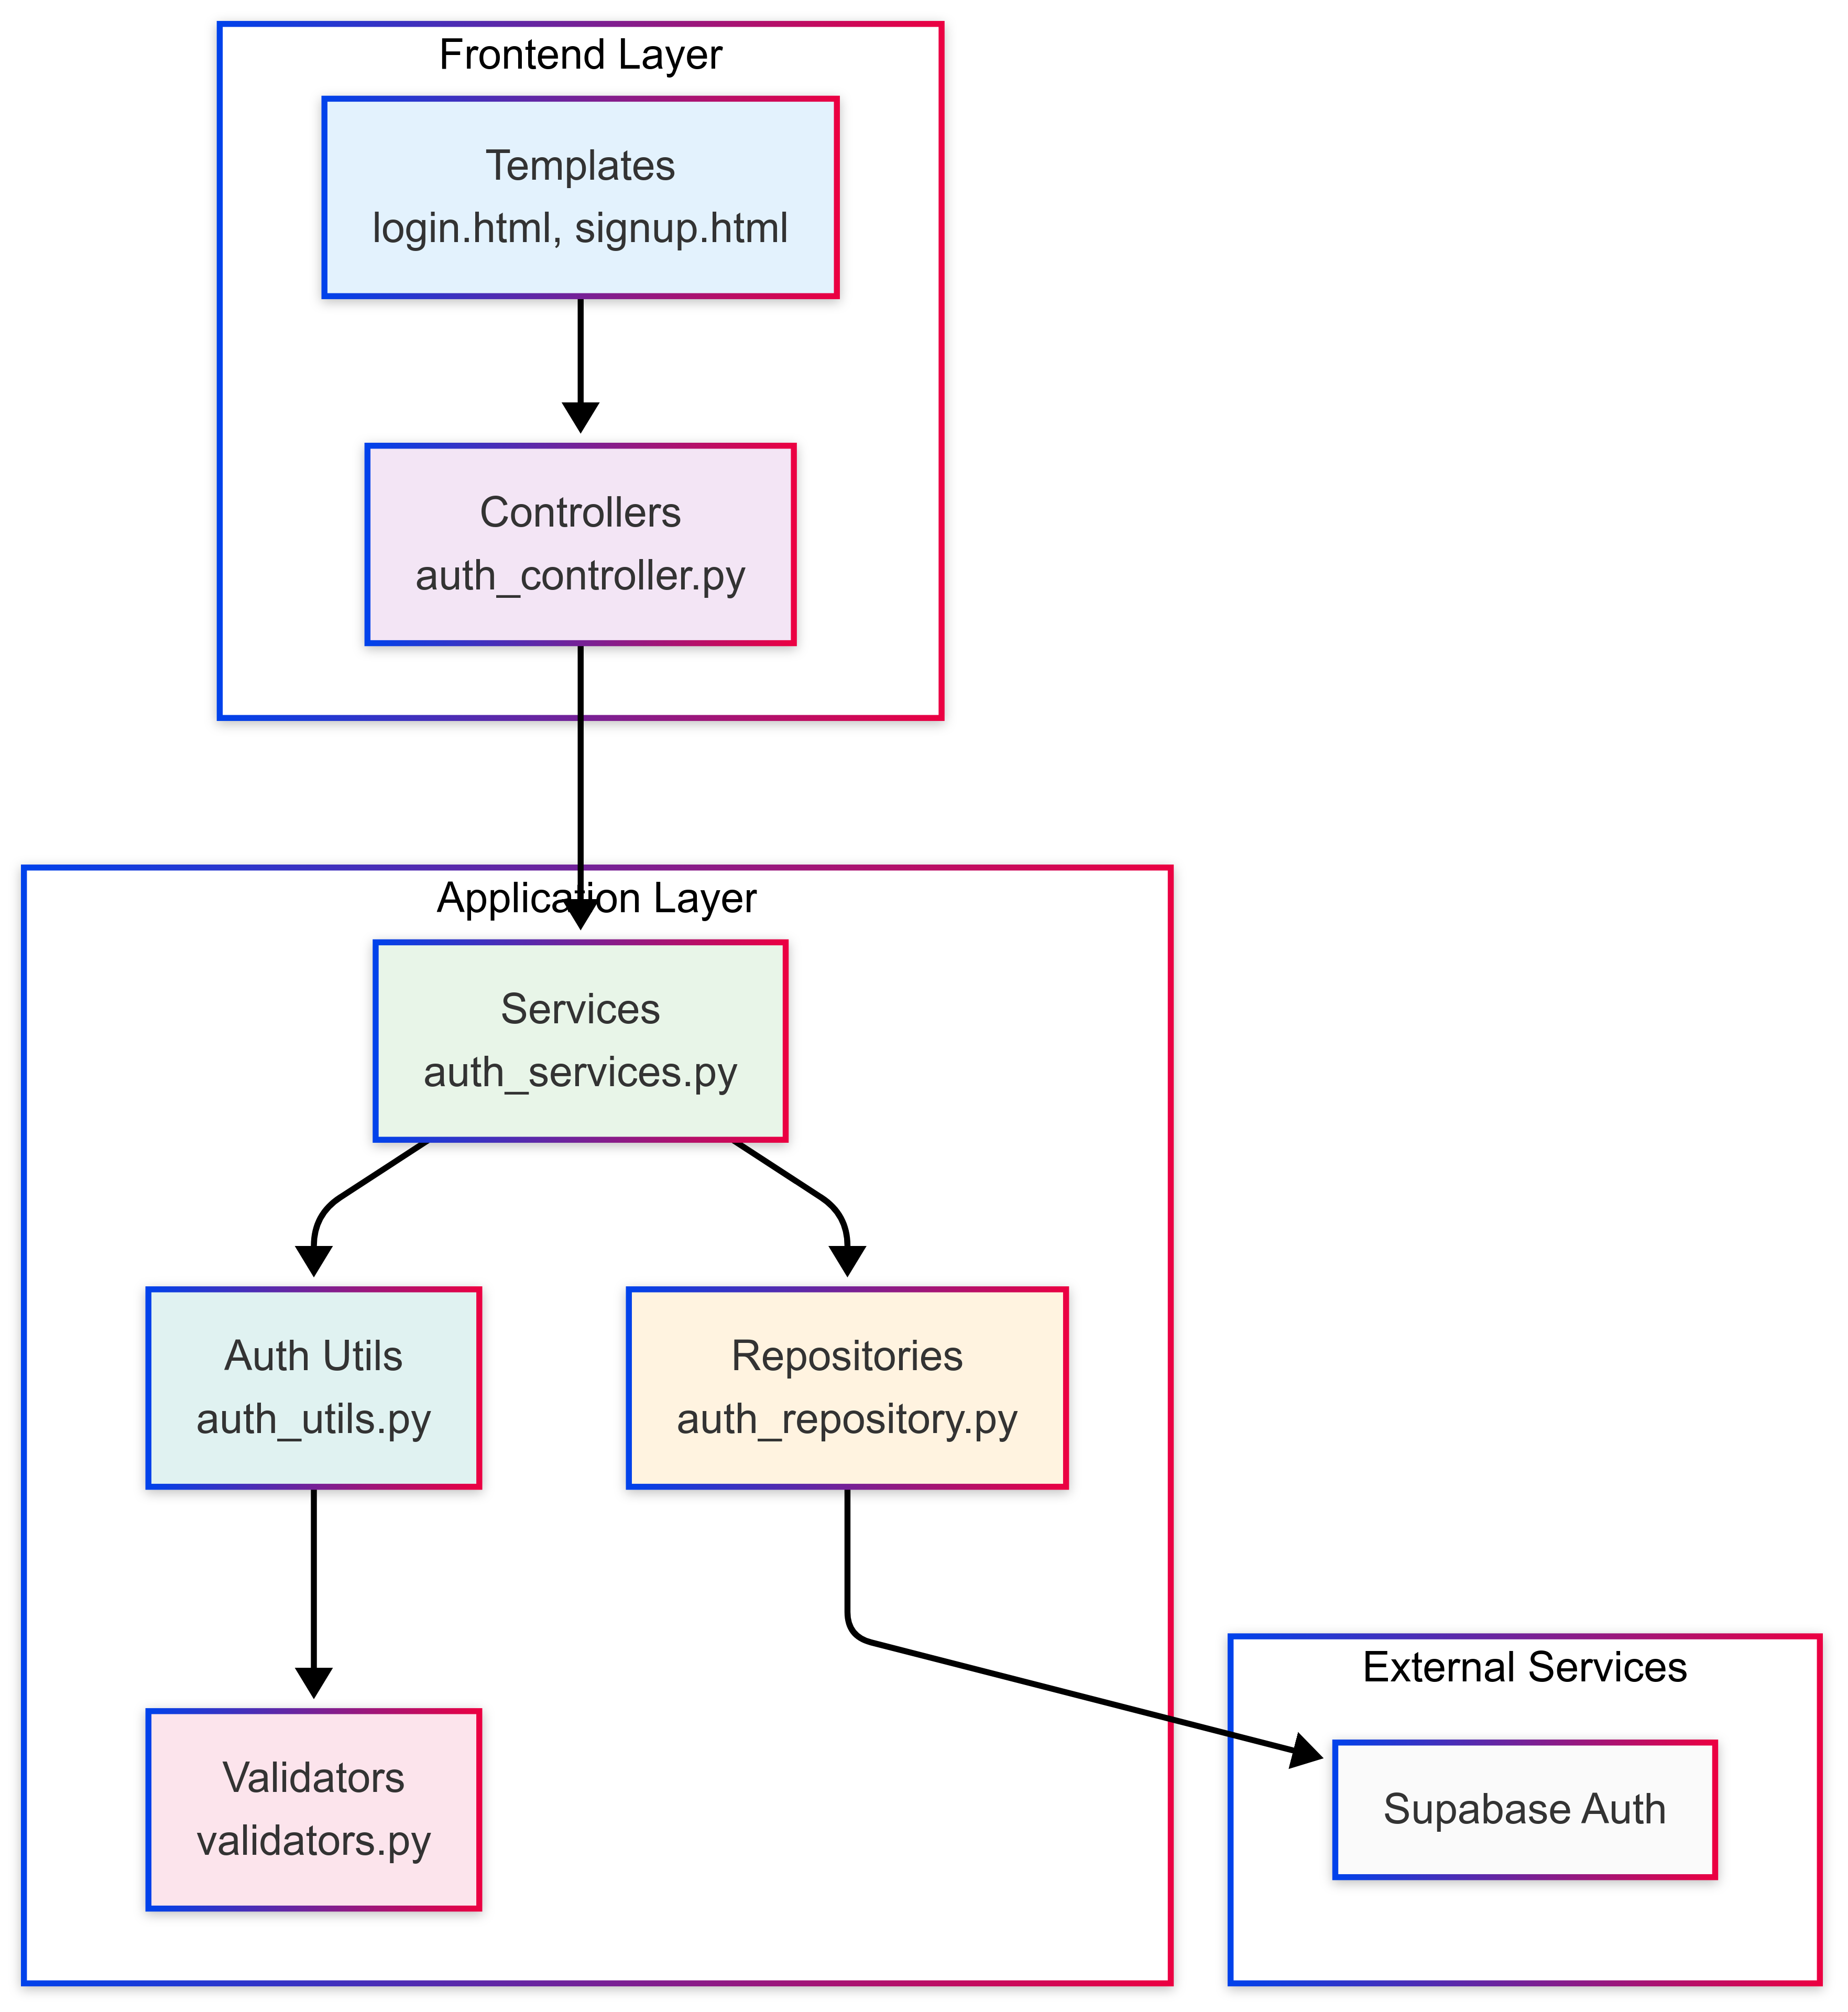 Frontend Layer
Templates
login.html, signup.html
Controllers
auth_controller.py
Application Layer
Services
auth_services.py
Auth Utils
auth_utils.py
Repositories
auth_repository.py
Validators
validators.py
External Services
Supabase Auth